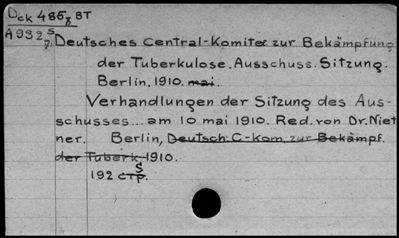 Dck 486z BT
A932 S z.
Deutsches Central-Komitee zur Bekämpfung
der Tuberkulose. Ausschuss. Sitzung.
Berlin, 1910. mai.
Verhandlungen der Sitzung des Aus-
schusses... am 10 mai 1910. Red. von Dr. Niet
ner. Berlin, Deutsch. C-Kom. zur Bekämpf.
der Tuberk. 1910.
192 S. p.